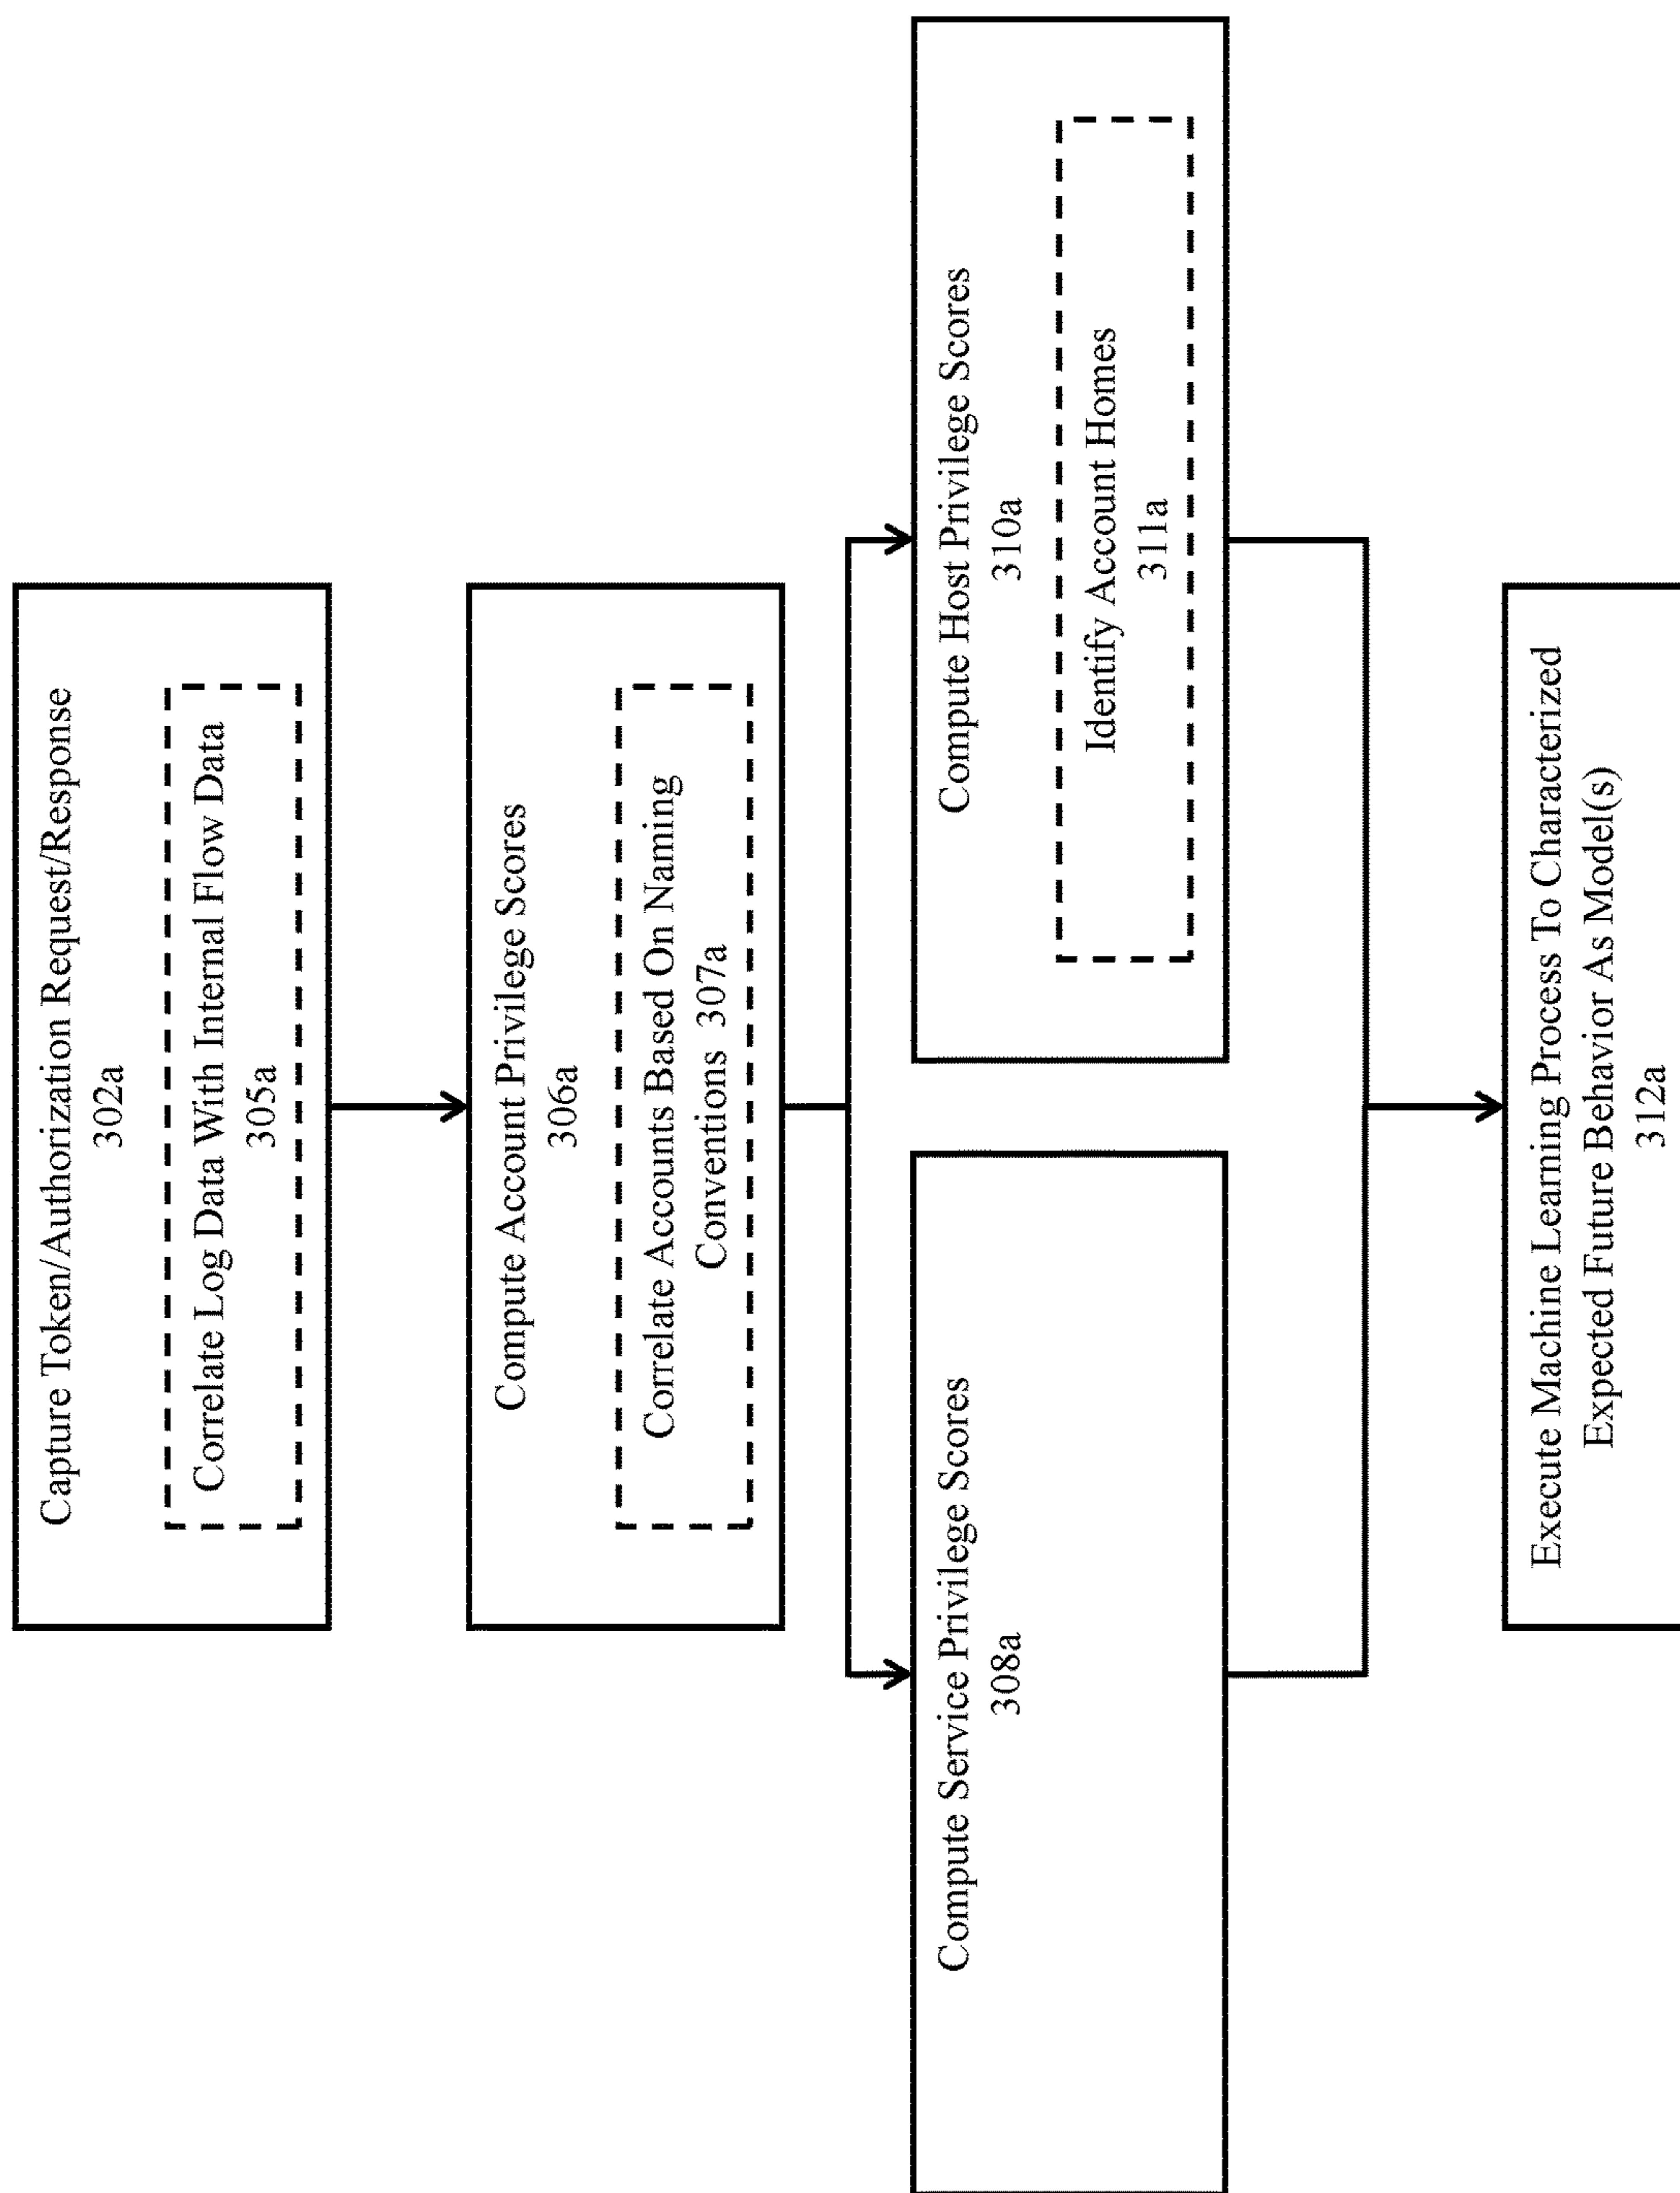 Capture Token/Authorization Request/Response
302a
Correlate Log Data With Internal Flow Data
305a
Compute Account Privilege Scores
306a
Correlate Accounts Based On Naming
Conventions 307a
Compute Service Privilege Scores
308a
Compute Host Privilege Scores
310a
Identify Account Homes
311a
Execute Machine Learning Process To Characterized
Expected Future Behavior As Model(s)
312a